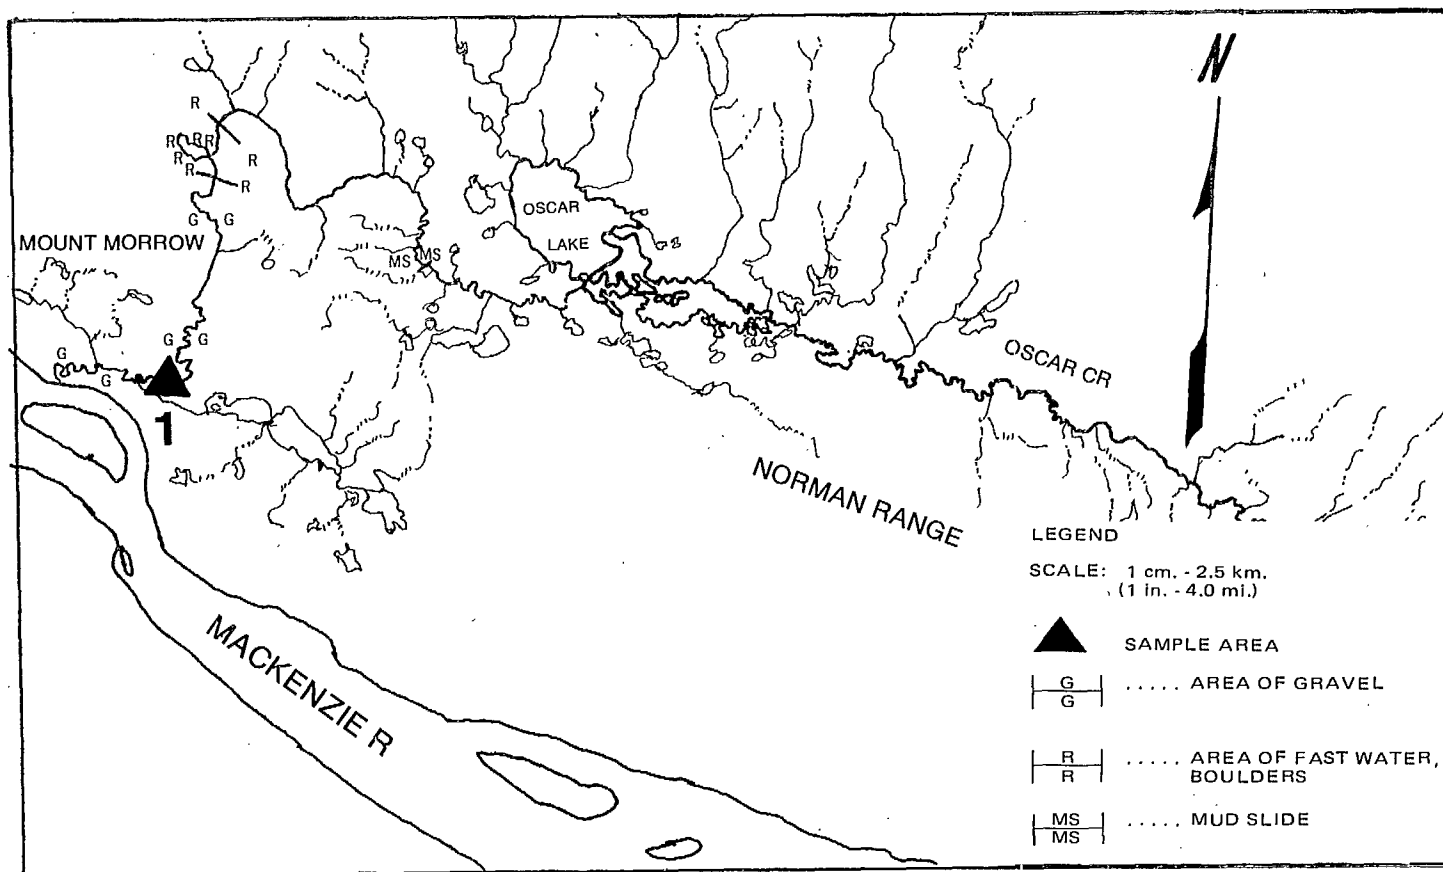 N
R
R R R
R
R
R
R
G G
MOUNT MORROW
OSCAR
LAKE
MS MS
G G
G
G
1
OSCAR CR
NORMAN RANGE
MACKENZIE R
LEGEND
SCALE: 1 cm. - 2.5 km.
(1 in. - 4.0 mi.)
SAMPLE AREA
G
G ..... AREA OF GRAVEL
R
R ..... AREA OF FAST WATER,
BOULDERS
MS
MS ..... MUD SLIDE